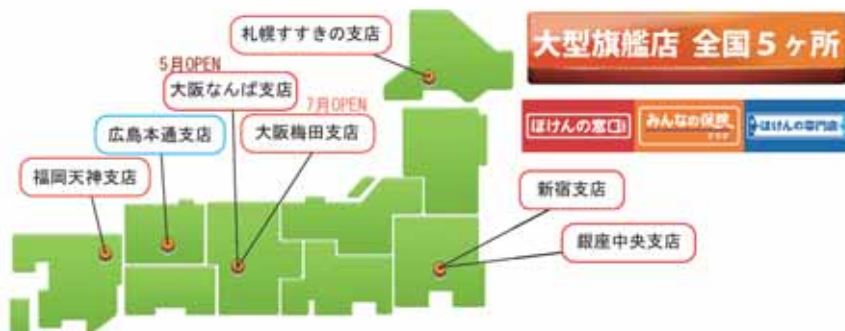 札幌すすきの支店
大型旗艦店 全国5ヶ所
5月OPEN
大阪なんば支店
7月OPEN
広島本通支店
大阪梅田支店
福岡天神支店
ほけんの窓口
みんなの保険
ほけんの専門店
新宿支店
銀座中央支店